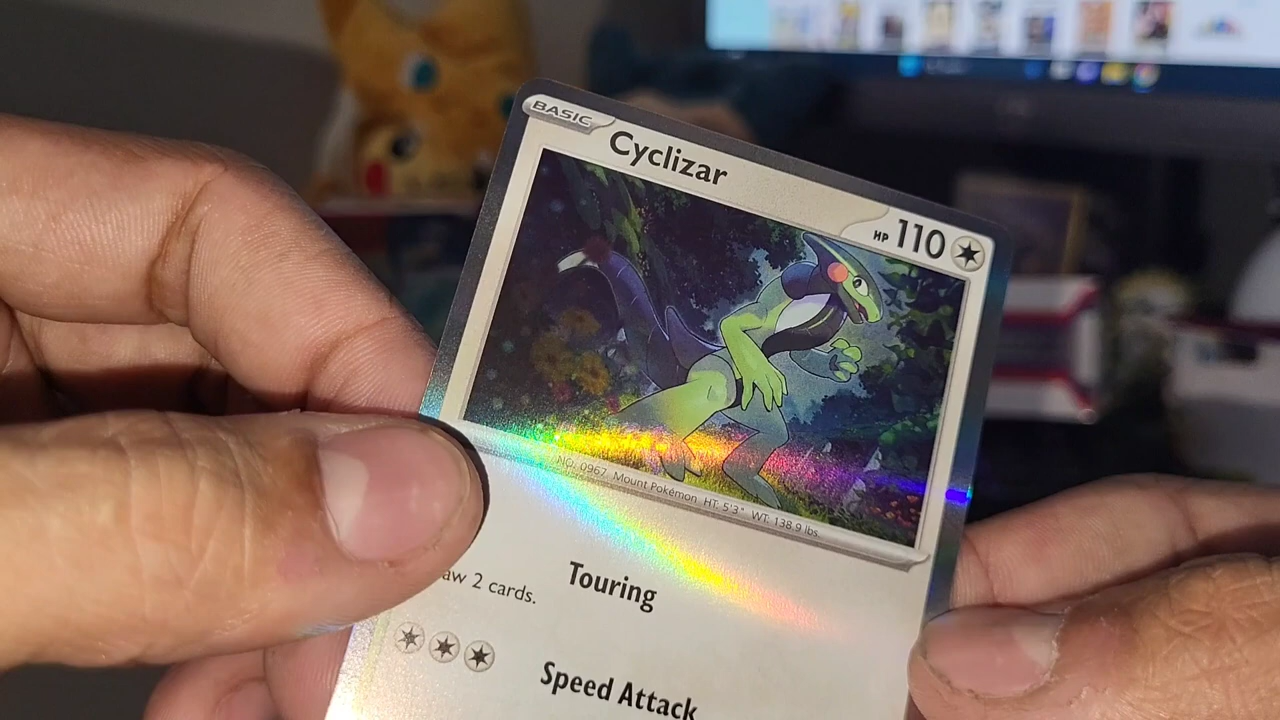 BASIC
Cyclizar
HP 110
NO. 0967 Mount Pokémon HT: 5'3" WT: 138.9 lbs.
Touring
aw 2 cards.
Speed Attack